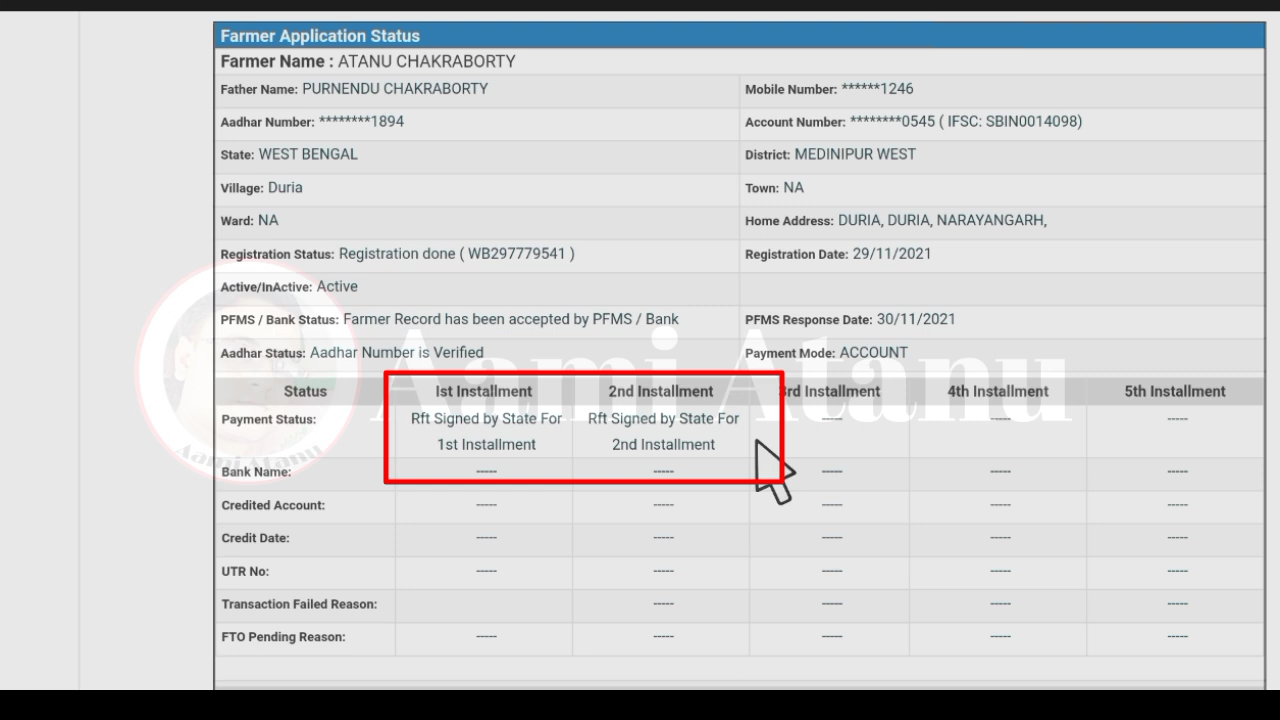 Farmer Application Status
Farmer Name : ATANU CHAKRABORTY
Father Name: PURNENDU CHAKRABORTY Mobile Number: ******1246
Aadhar Number: ********1894 Account Number: ********0545 ( IFSC: SBIN0014098)
State: WEST BENGAL District: MEDINIPUR WEST
Village: Duria Town: NA
Ward: NA Home Address: DURIA, DURIA, NARAYANGARH,
Registration Status: Registration done ( WB297779541 ) Registration Date: 29/11/2021
Active/InActive: Active
PFMS / Bank Status: Farmer Record has been accepted by PFMS / Bank PFMS Response Date: 30/11/2021
Aadhar Status: Aadhar Number is Verified Payment Mode: ACCOUNT
Aami Atanu
Aami Atanu
Status Ist Installment 2nd Installment 3rd Installment 4th Installment 5th Installment
Payment Status: Rft Signed by State For Rft Signed by State For ----- ----- -----
1st Installment 2nd Installment
Bank Name: ----- ----- ----- ----- -----
Credited Account: ----- ----- ----- ----- -----
Credit Date: ----- ----- ----- ----- -----
UTR No: ----- ----- ----- ----- -----
Transaction Failed Reason: ----- ----- ----- -----
FTO Pending Reason: ----- ----- ----- ----- -----